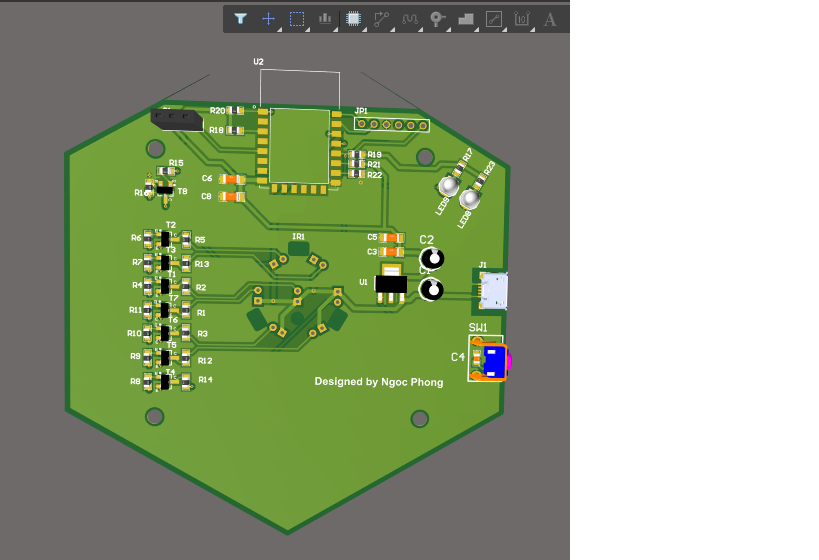 U2
R20
JP1
R18
R17
R19
R21
R22
R23
R15
R16
T8
C6
C8
LED9
LED8
T2
R6
R5
IR1
C5
C2
C3
T3
R7
R13
J1
T1
R4
R2
U1
C1
T7
R11
R1
T6
R10
R3
SW1
T5
R9
R12
C4
T4
R8
R14
Designed by Ngoc Phong